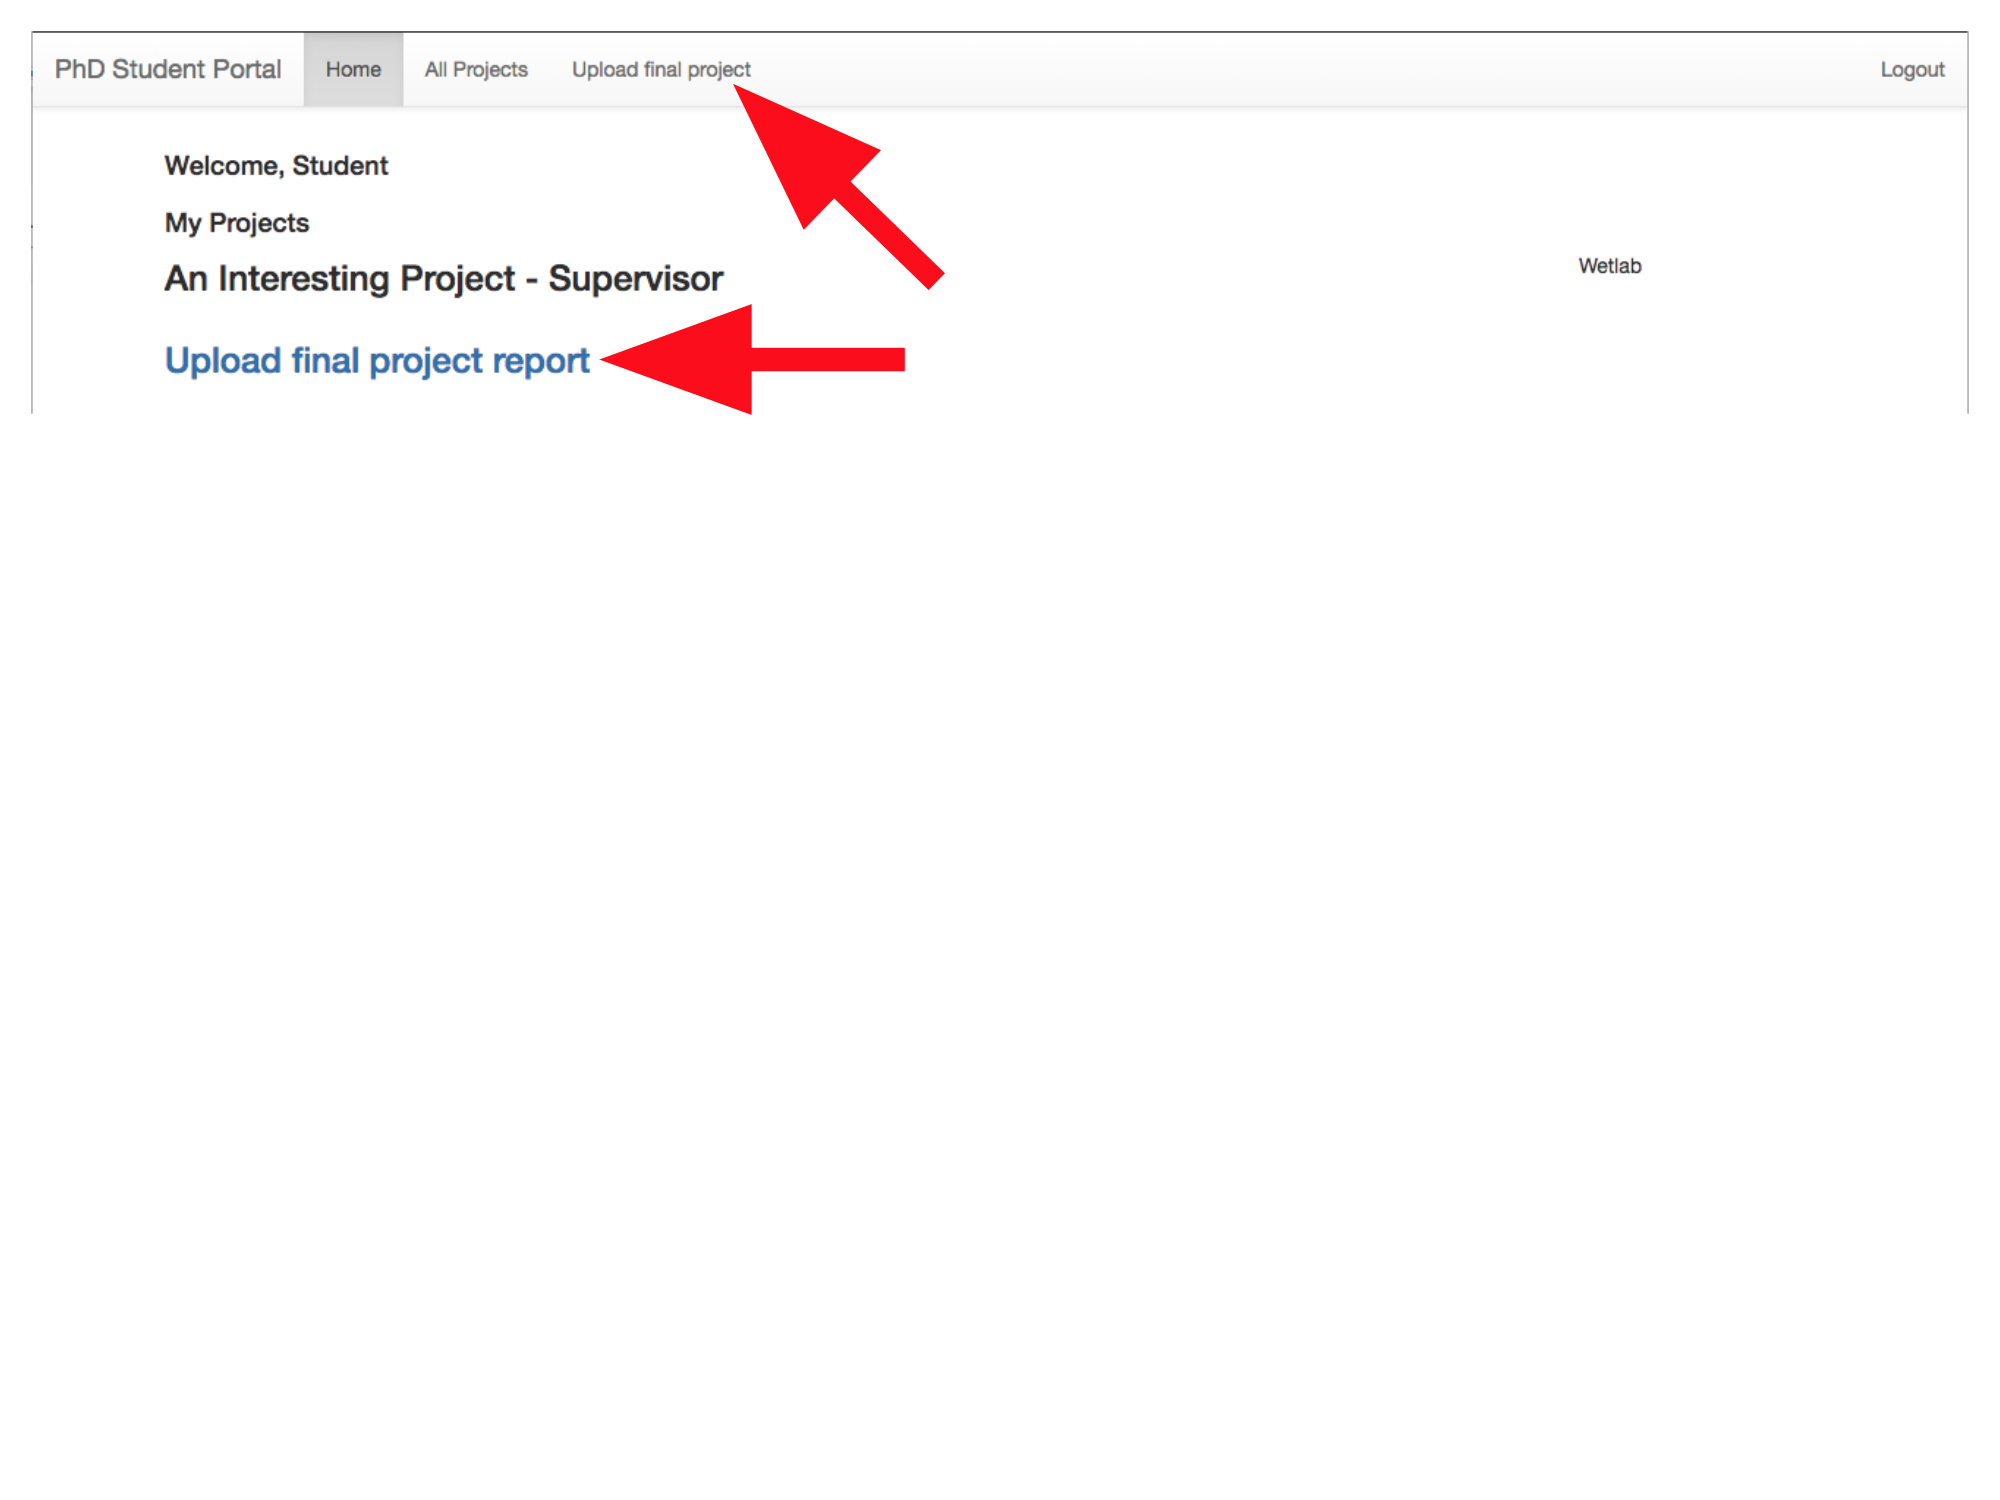 PhD Student Portal Home All Projects Upload final project Logout
Welcome, Student
My Projects
An Interesting Project - Supervisor Wetlab
Upload final project report